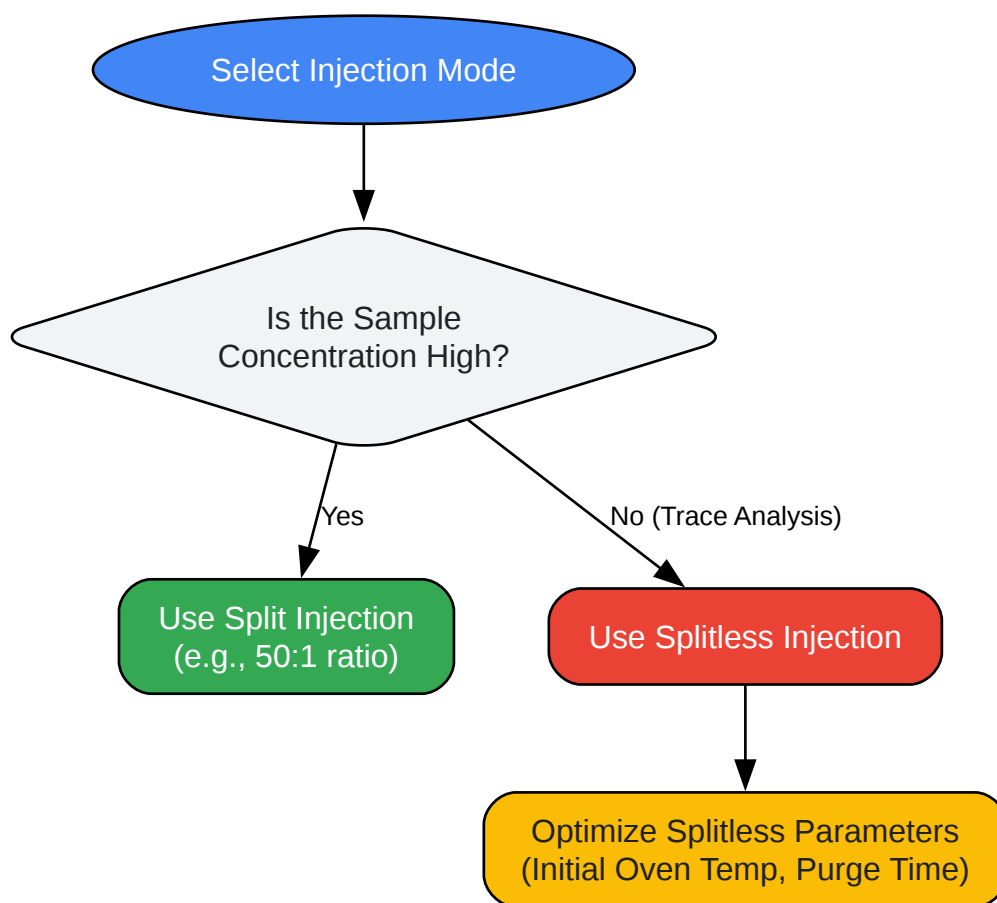 Select Injection Mode
Is the Sample
Concentration High?
Yes
No (Trace Analysis)
Use Split Injection
(e.g., 50:1 ratio)
Use Splitless Injection
Optimize Splitless Parameters
(Initial Oven Temp, Purge Time)